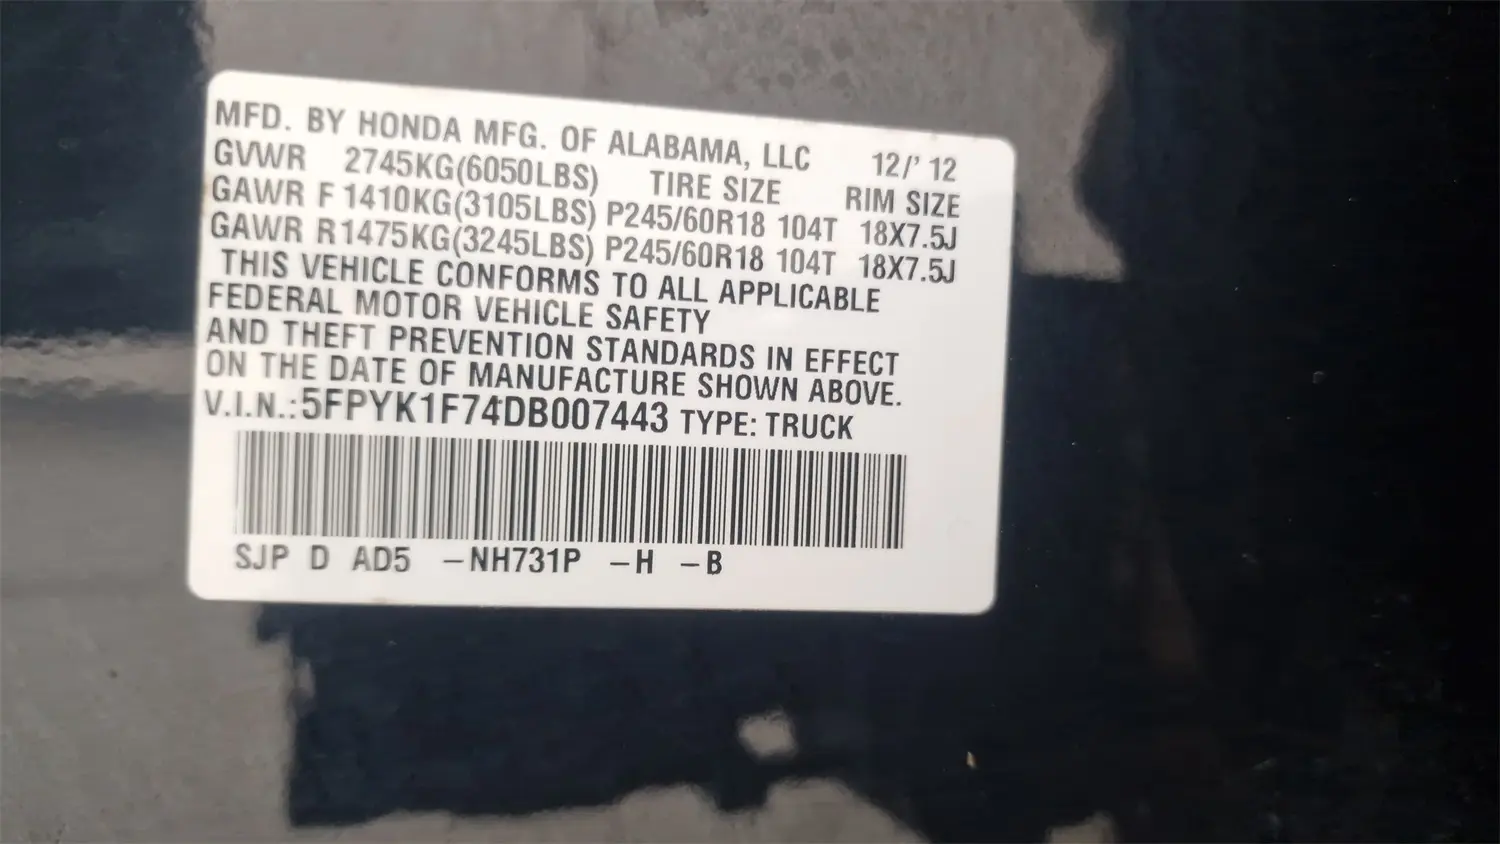 MFD. BY HONDA MFG. OF ALABAMA, LLC 12/' 12
GVWR 2745KG(6050LBS) TIRE SIZE RIM SIZE
GAWR F 1410KG(3105LBS) P245/60R18 104T 18X7.5J
GAWR R1475KG(3245LBS) P245/60R18 104T 18X7.5J
THIS VEHICLE CONFORMS TO ALL APPLICABLE
FEDERAL MOTOR VEHICLE SAFETY
AND THEFT PREVENTION STANDARDS IN EFFECT
ON THE DATE OF MANUFACTURE SHOWN ABOVE.
V.I.N.:5FPYK1F74DB007443 TYPE: TRUCK
SJP D AD5 -NH731P -H -B